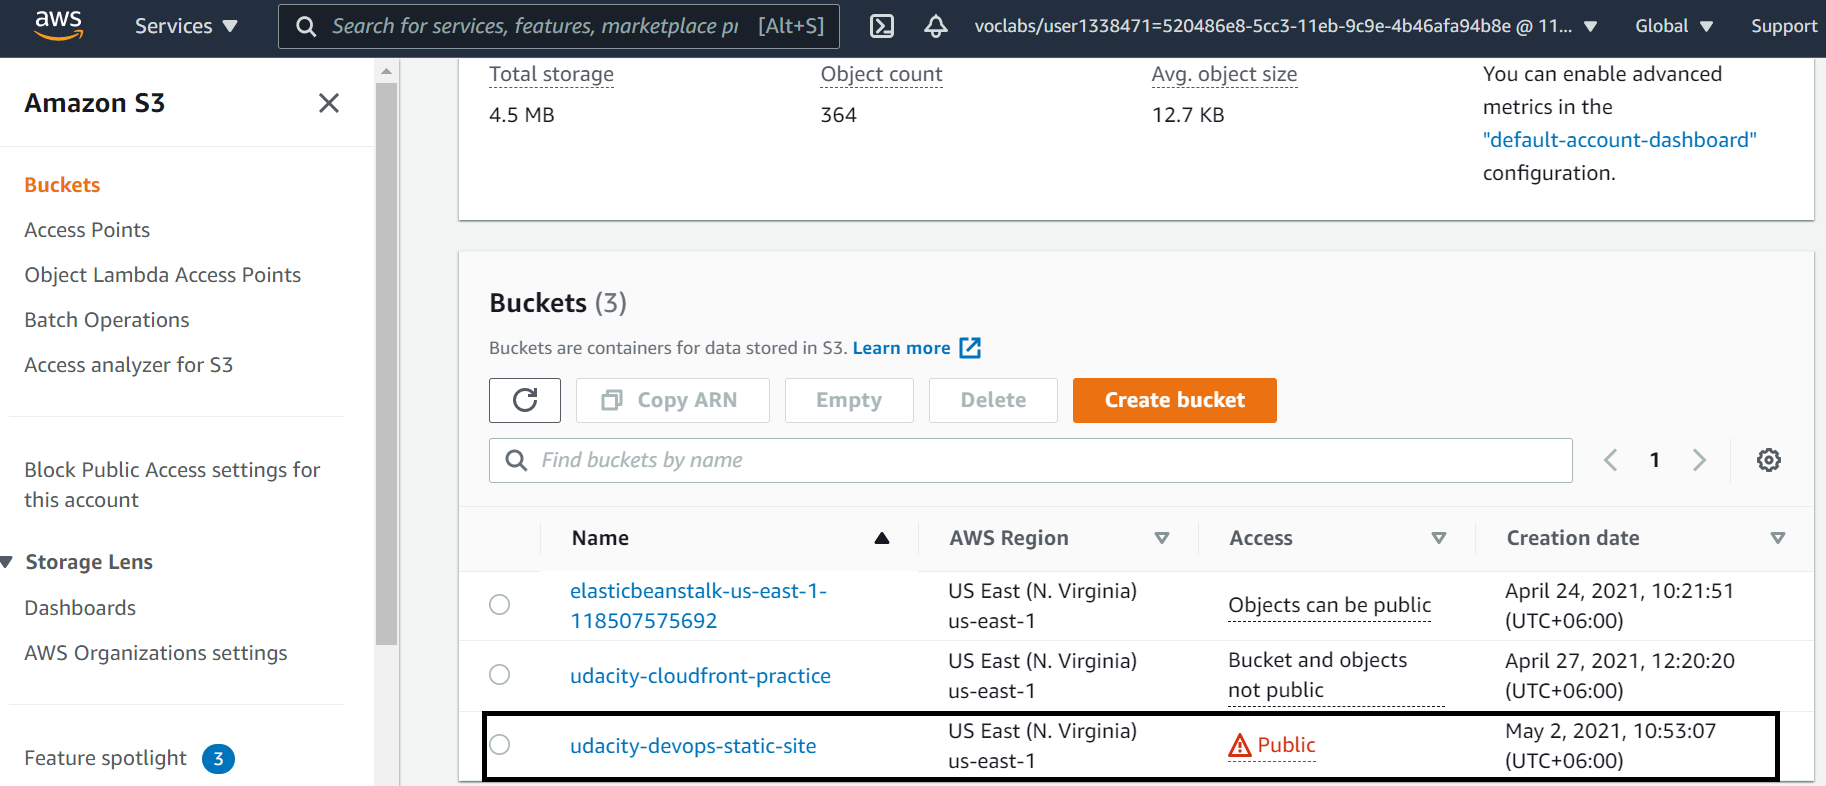 aws
Services
Search for services, features, marketplace pr [Alt+S]
voclabs/user1338471=520486e8-5cc3-11eb-9c9e-4b46afa94b8e @ 11...
Global
Support
Amazon S3
Buckets
Access Points
Object Lambda Access Points
Batch Operations
Access analyzer for S3
Block Public Access settings for
this account
Storage Lens
Dashboards
AWS Organizations settings
Feature spotlight 3
Total storage
4.5 MB
Object count
364
Avg. object size
12.7 KB
You can enable advanced
metrics in the
"default-account-dashboard"
configuration.
Buckets (3)
Buckets are containers for data stored in S3. Learn more
Copy ARN
Empty
Delete
Create bucket
Find buckets by name
1
Name
AWS Region
Access
Creation date
elasticbeanstalk-us-east-1-
118507575692
US East (N. Virginia)
us-east-1
Objects can be public
April 24, 2021, 10:21:51
(UTC+06:00)
udacity-cloudfront-practice
US East (N. Virginia)
us-east-1
Bucket and objects
not public
April 27, 2021, 12:20:20
(UTC+06:00)
udacity-devops-static-site
US East (N. Virginia)
us-east-1
Public
May 2, 2021, 10:53:07
(UTC+06:00)